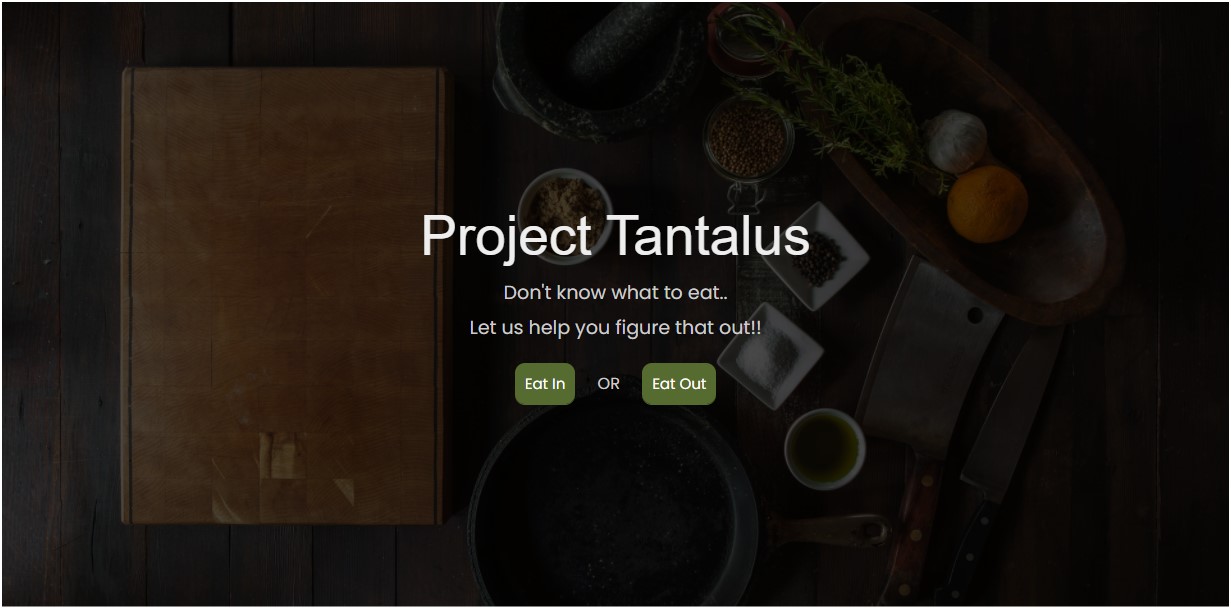 Project Tantalus
Don't know what to eat..
Let us help you figure that out!!
Eat In OR Eat Out